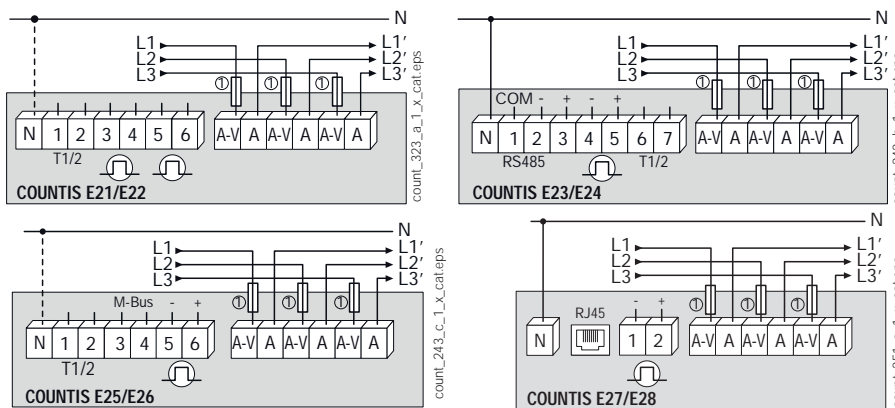 N
L1 L1’
L2 L2’
L3 L3’
① ① ①
N 1 2 3 4 5 6 A-V A A-V A A-V A
T1/2
COUNTIS E21/E22
count_323_a_1_x_cat.eps
N
L1 L1’
L2 L2’
L3 L3’
① ① ①
COM - + - +
N 1 2 3 4 5 6 7 A-V A A-V A A-V A
RS485 T1/2
COUNTIS E23/E24
N
L1 L1’
L2 L2’
L3 L3’
① ① ①
M-Bus - +
N 1 2 3 4 5 6 A-V A A-V A A-V A
T1/2
COUNTIS E25/E26
count_243_c_1_x_cat.eps
N
L1 L1’
L2 L2’
L3 L3’
① ① ①
RJ45 - +
N 1 2 A-V A A-V A A-V A
COUNTIS E27/E28